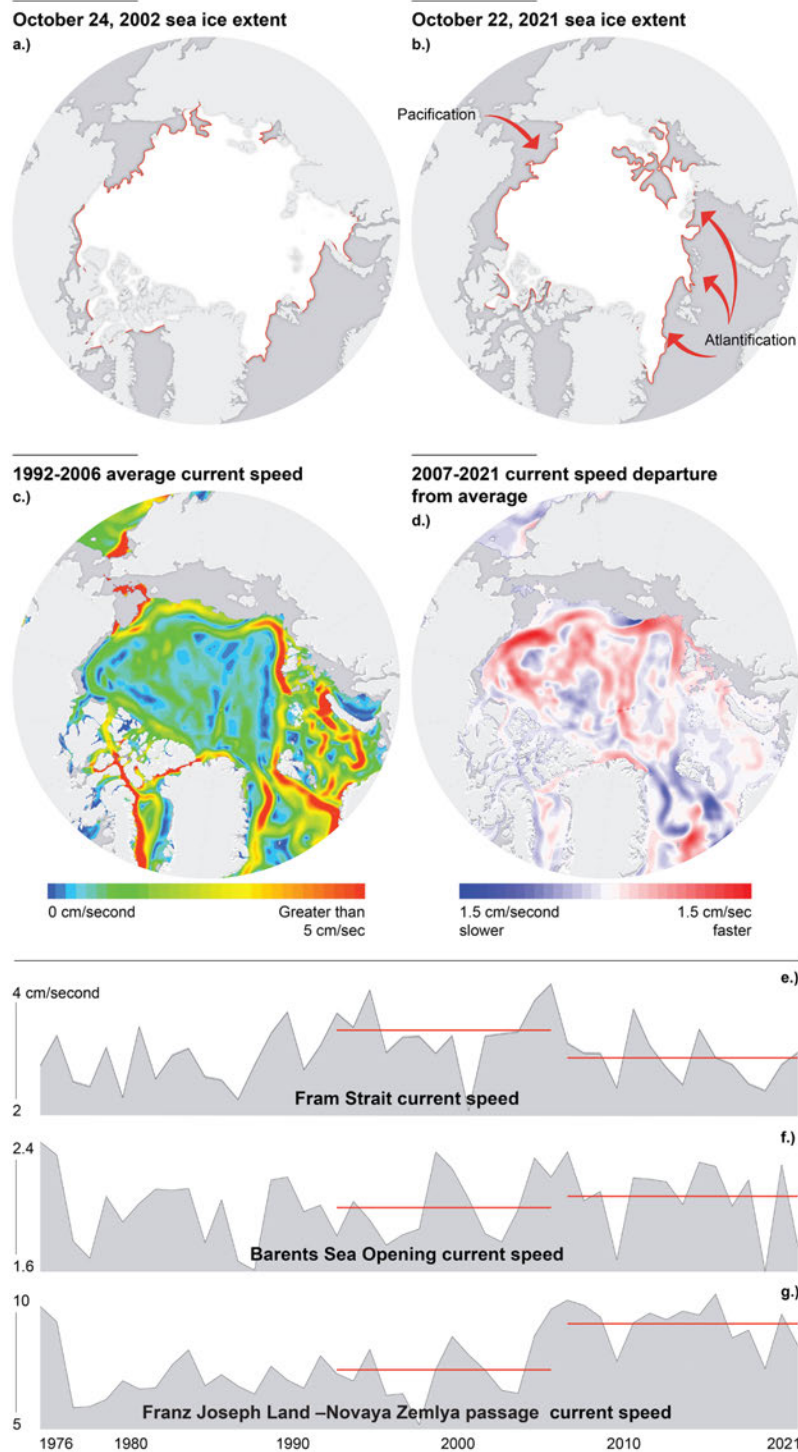 October 24, 2002 sea ice extent
a.)
October 22, 2021 sea ice extent
b.)
Pacification
Atlantification
1992-2006 average current speed
c.)
2007-2021 current speed departure
from average
d.)
0 cm/second
Greater than
5 cm/sec
1.5 cm/second
slower
1.5 cm/sec
faster
e.)
4 cm/second
Fram Strait current speed
2
f.)
2.4
Barents Sea Opening current speed
1.6
g.)
10
Franz Joseph Land –Novaya Zemlya passage current speed
5
1976 1980 1990 2000 2010 2021